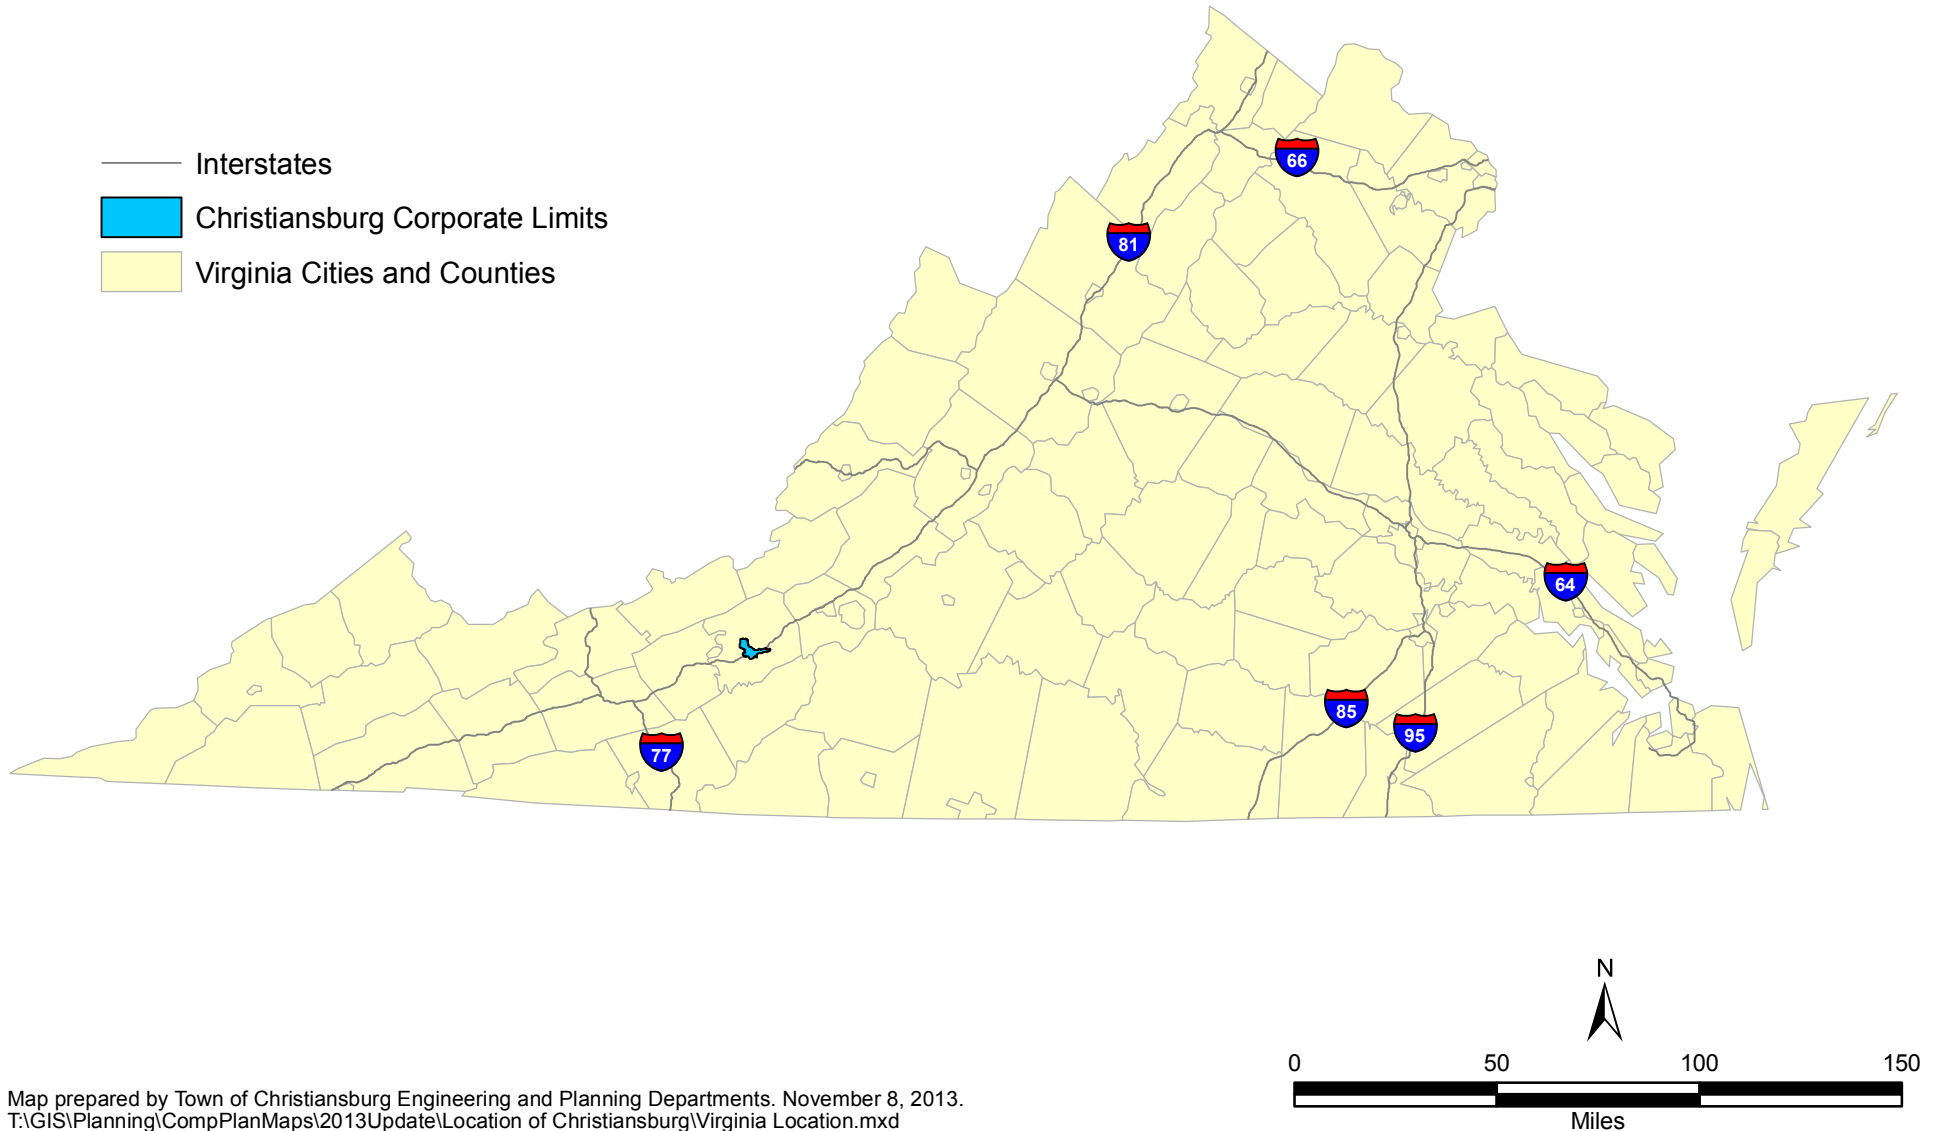 66
Interstates
Christiansburg Corporate Limits
81
Virginia Cities and Counties
64
85
95
77
N
0 50 100 150
Miles
Map prepared by Town of Christiansburg Engineering and Planning Departments. November 8, 2013.
T:\GIS\Planning\CompPlanMaps\2013Update\Location of Christiansburg\Virginia Location.mxd